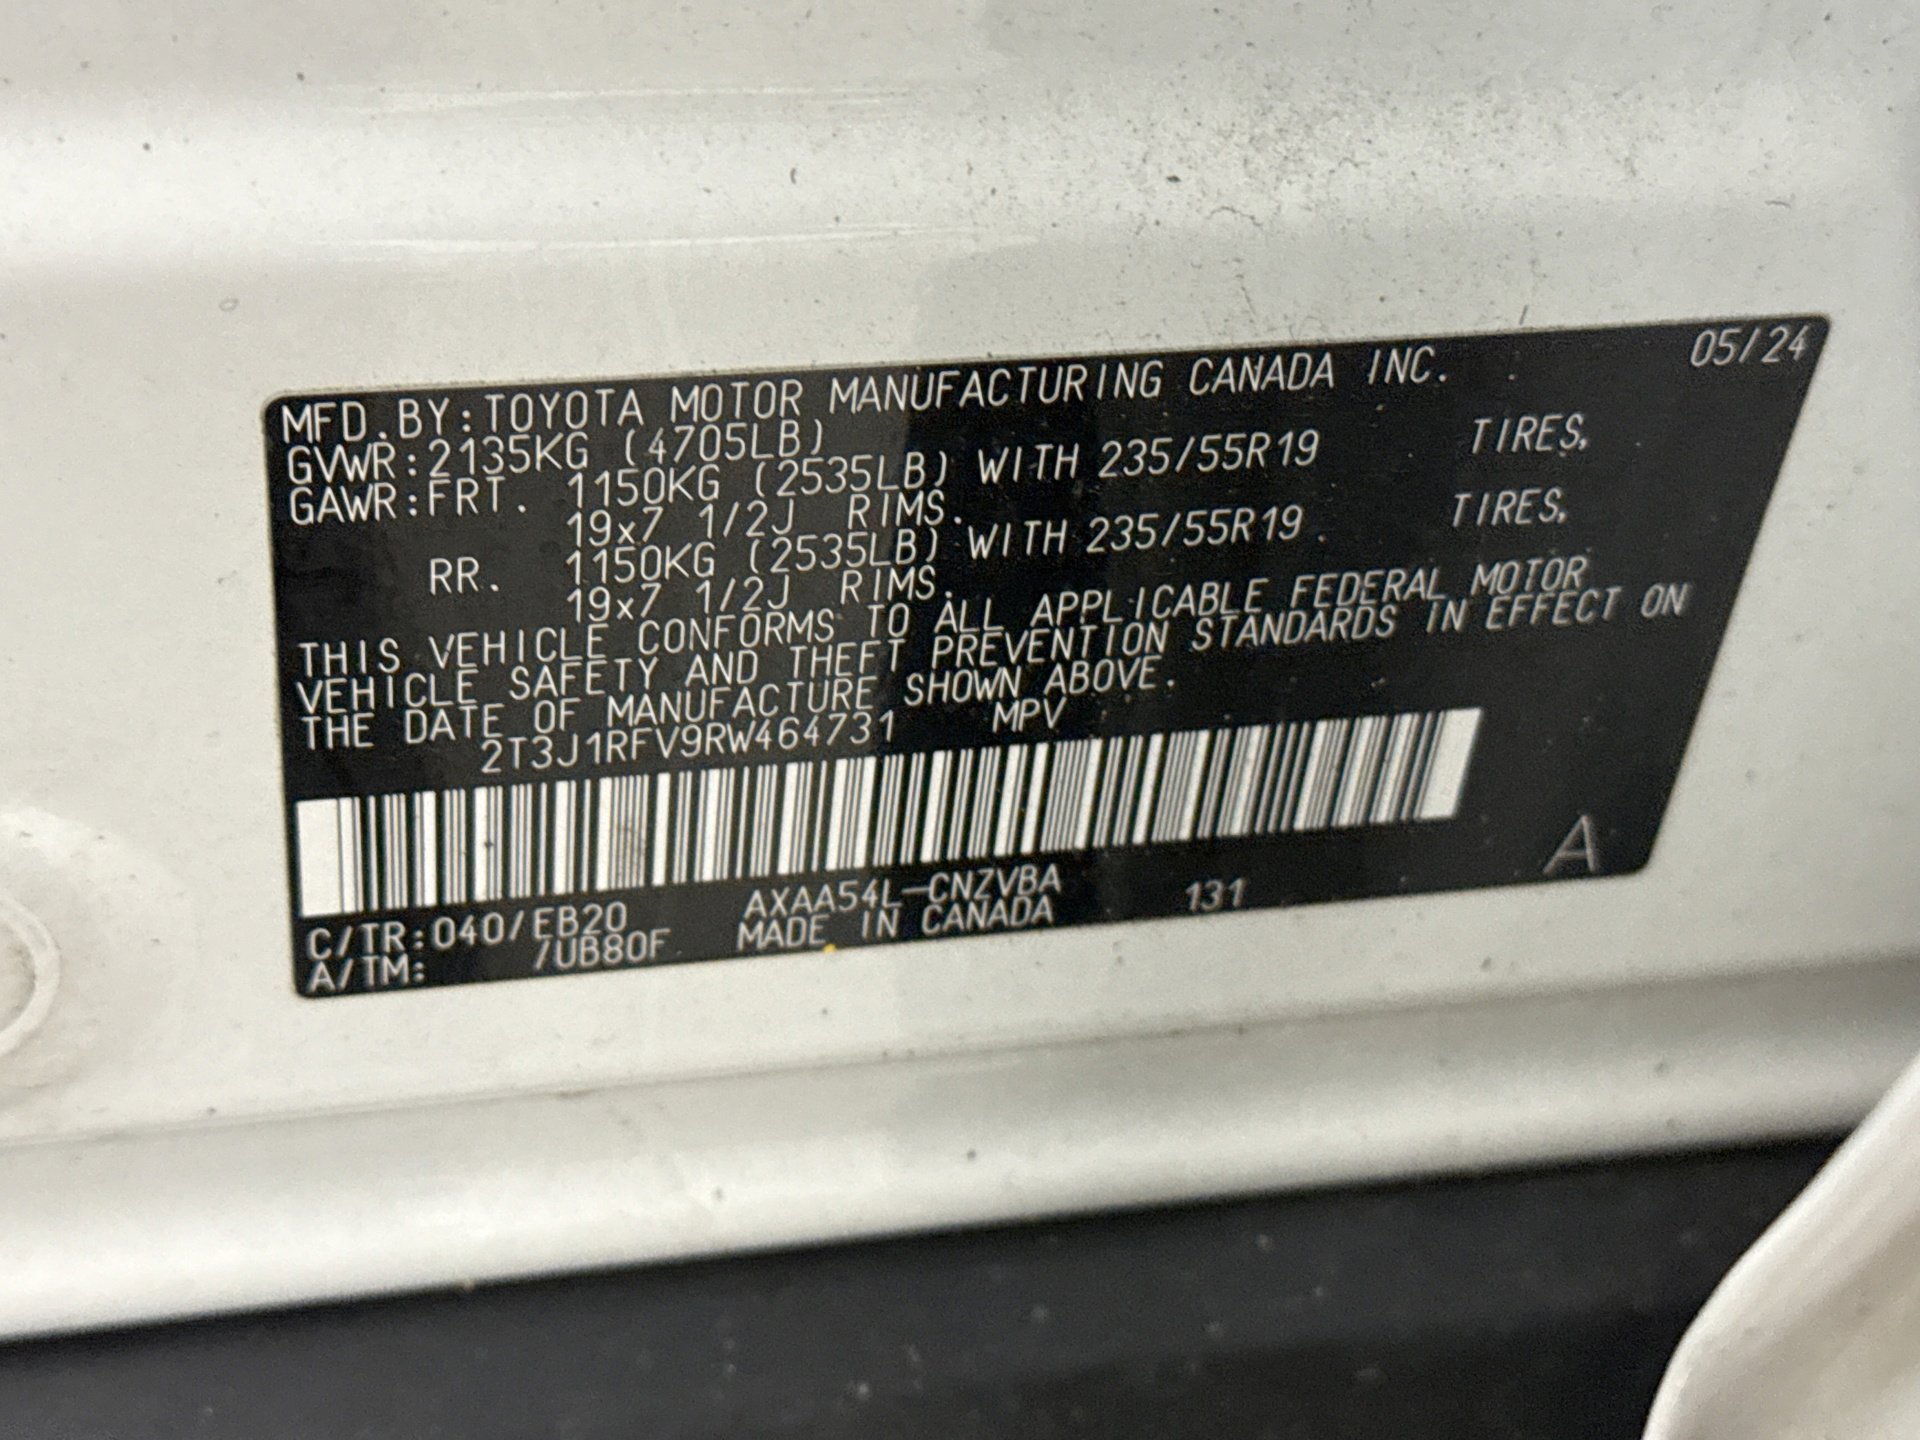 05/24
MFD.BY:TOYOTA MOTOR MANUFACTURING CANADA INC.
GVWR:2135KG (4705LB)
GAWR:FRT. 1150KG (2535LB) WITH 235/55R19 TIRES,
19x7 1/2J RIMS.
RR. 1150KG (2535LB) WITH 235/55R19 TIRES,
19x7 1/2J RIMS.
THIS VEHICLE CONFORMS TO ALL APPLICABLE FEDERAL MOTOR
VEHICLE SAFETY AND THEFT PREVENTION STANDARDS IN EFFECT ON
THE DATE OF MANUFACTURE SHOWN ABOVE.
2T3J1RFV9RW464731 MPV
A
C/TR:040/EB20 AXAA54L-CNZVBA 131
A/TM: /UB80F MADE IN CANADA